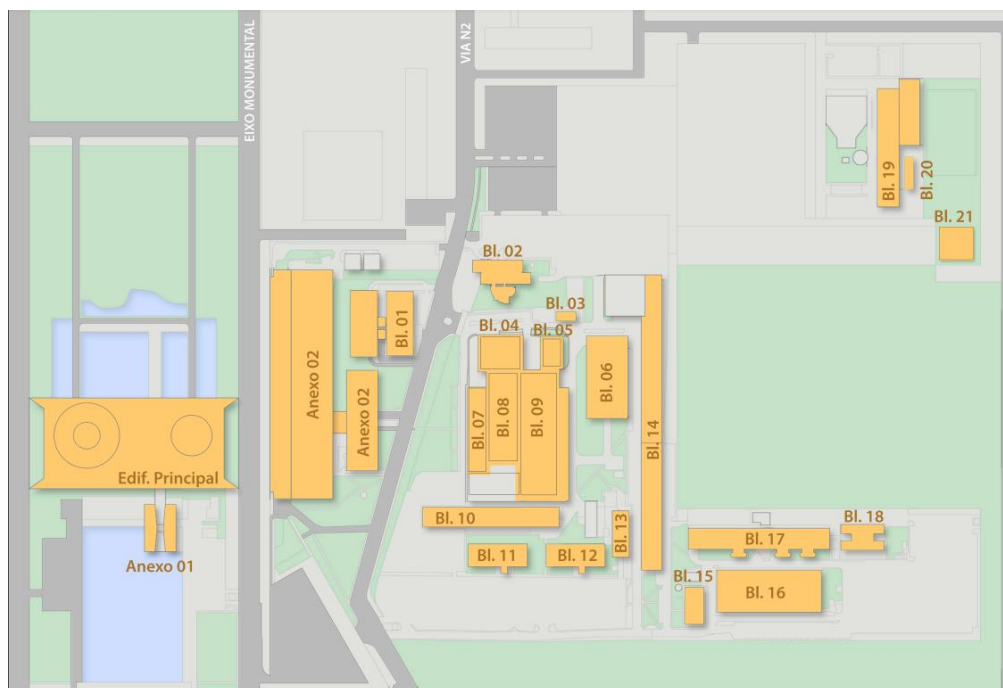 EIXO MONUMENTAL
VIA N2
Bl. 19
Bl. 20
Bl. 21
Bl. 02
Bl. 03
Bl. 01
Bl. 04
Bl. 05
Anexo 02
Bl. 06
Anexo 02
Bl. 07
Bl. 08
Bl. 09
Bl. 14
Edif. Principal
Bl. 10
Bl. 13
Bl. 18
Bl. 17
Anexo 01
Bl. 11
Bl. 12
Bl. 15
Bl. 16